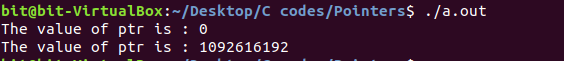 bit@bit-VirtualBox:~/Desktop/C codes/Pointers$ ./a.out
The value of ptr is : 0
The value of ptr is : 1092616192